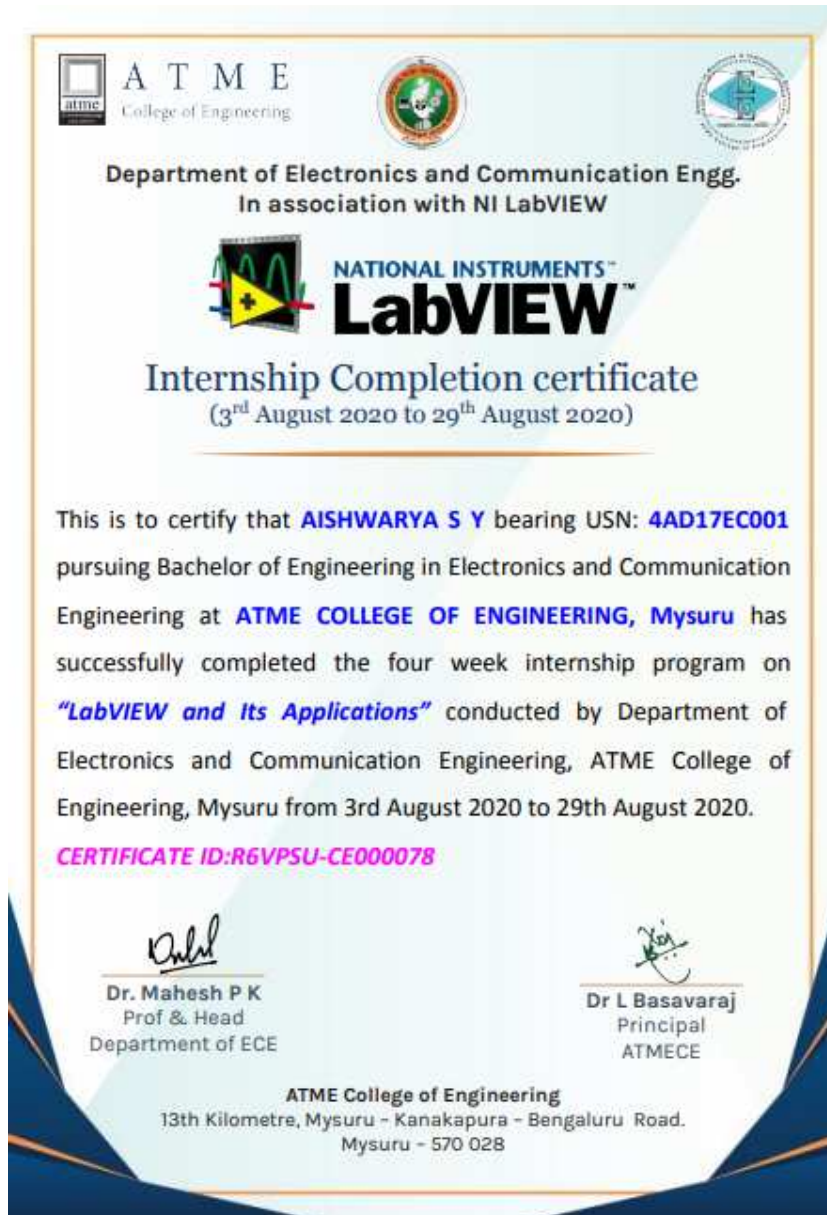 A T M E
College of Engineering
atme
Department of Electronics and Communication Engg.
In association with NI LabVIEW
NATIONAL INSTRUMENTS™
LabVIEW™
Internship Completion certificate
(3rd August 2020 to 29th August 2020)
This is to certify that AISHWARYA S Y bearing USN: 4AD17EC001
pursuing Bachelor of Engineering in Electronics and Communication
Engineering at ATME COLLEGE OF ENGINEERING, Mysuru has
successfully completed the four week internship program on
“LabVIEW and Its Applications” conducted by Department of
Electronics and Communication Engineering, ATME College of
Engineering, Mysuru from 3rd August 2020 to 29th August 2020.
CERTIFICATE ID:R6VPSU-CE000078
Dr. Mahesh P K
Prof & Head
Department of ECE
Dr L Basavaraj
Principal
ATMECE
ATME College of Engineering
13th Kilometre, Mysuru – Kanakapura – Bengaluru Road.
Mysuru – 570 028